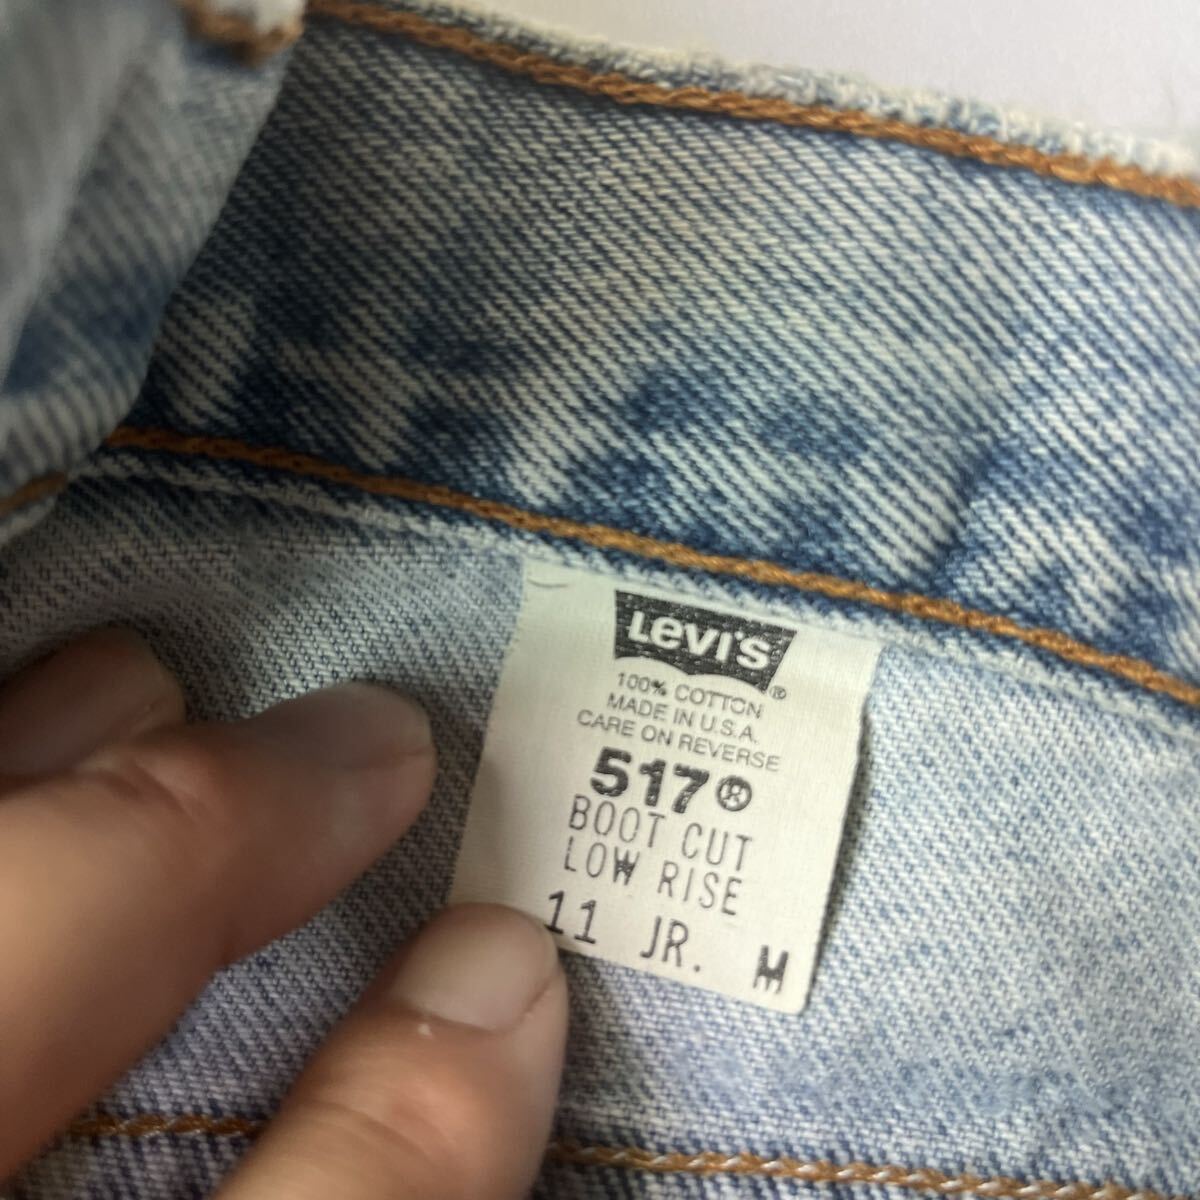 LEVI'S ®
100% COTTON
MADE IN U.S.A.
CARE ON REVERSE
517®
BOOT CUT
LOW RISE
11 JR. M